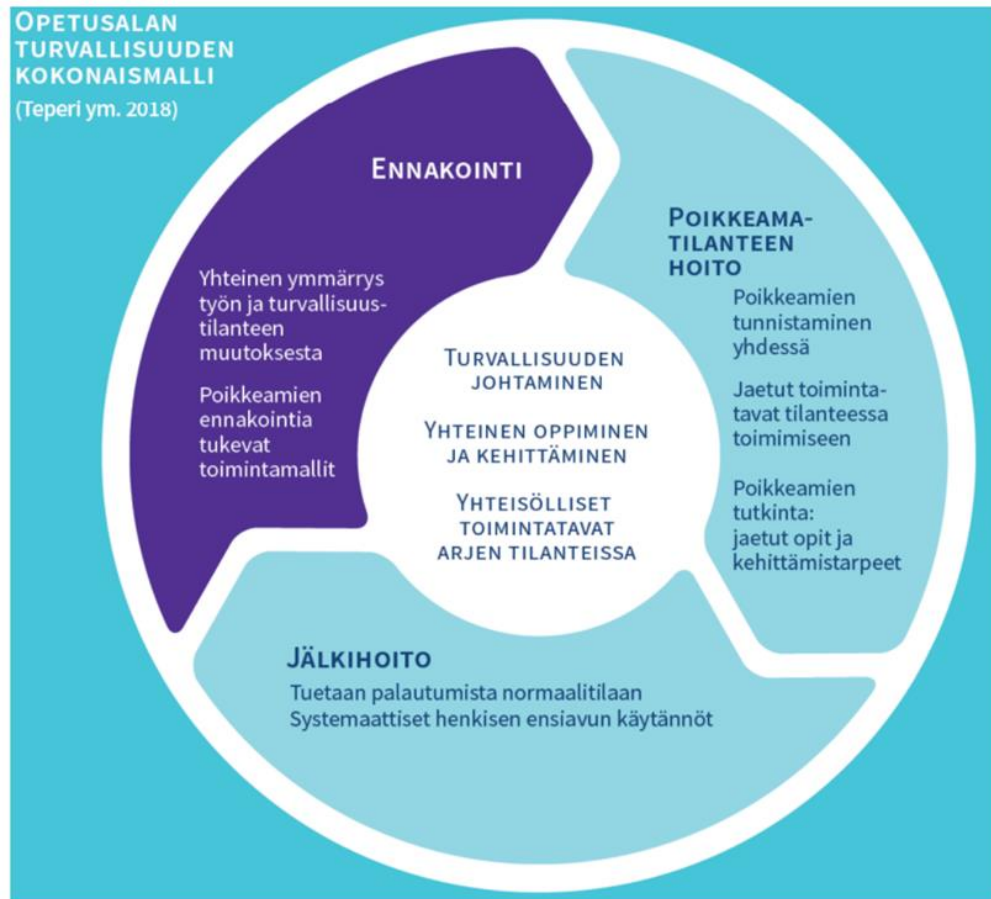 OPETUSALAN
TURVALLISUUDEN
KOKONAISMALLI
(Teperi ym. 2018)
ENNAKOINTI
Yhteinen ymmärrys
työn ja turvallisuus-
tilanteen
muutoksesta
Poikkeamien
ennakointia
tukevat
toimintamallit
POIKKEAMA-
TILANTEEN
HOITO
Poikkeamien
tunnistaminen
yhdessä
Jaetut toiminta-
tavat tilanteessa
toimimiseen
Poikkeamien
tutkinta:
jaetut opit ja
kehittämistarpeet
TURVALLISUUDEN
JOHTAMINEN
YHTEINEN OPPIMINEN
JA KEHITTÄMINEN
YHTEISÖLLISET
TOIMINTATAVAT
ARJEN TILANTEISSA
JÄLKIHOITO
Tuetaan palautumista normaalitilaan
Systemaattiset henkisen ensiavun käytännöt